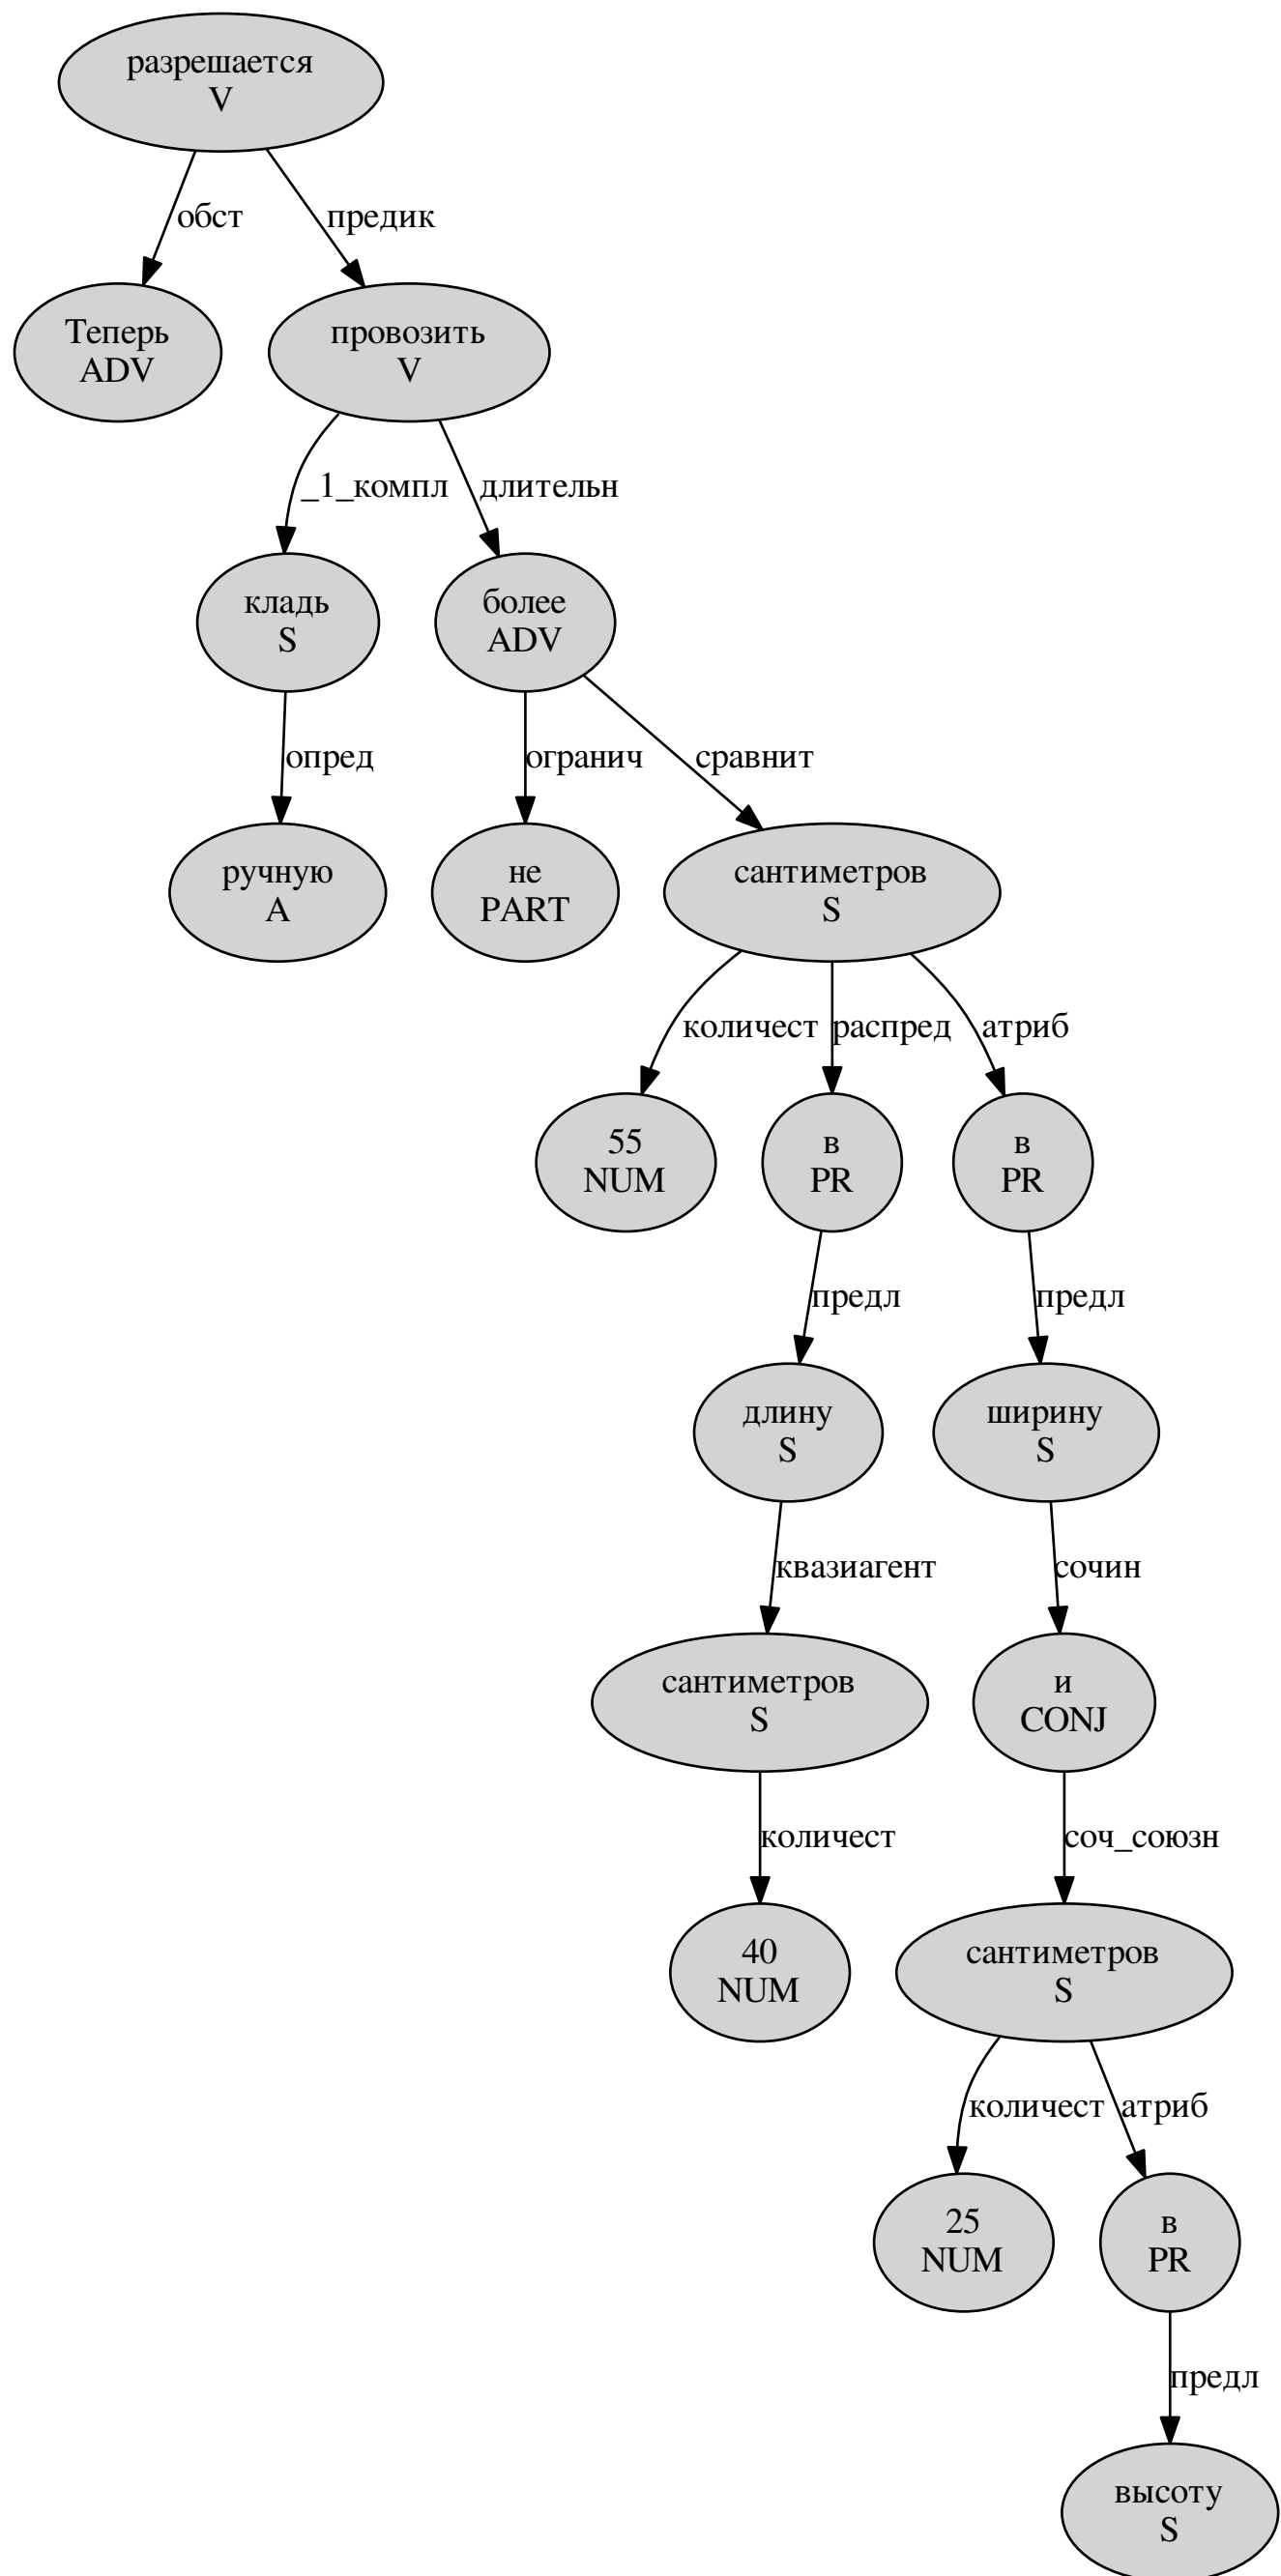 разрешается
V
обст
предик
Теперь
ADV
провозить
V
_1_компл
длительн
кладь
S
более
ADV
опред
огранич
сравнит
ручную
A
не
PART
сантиметров
S
количест
распред
атриб
55
NUM
в
PR
в
PR
предл
предл
длину
S
ширину
S
квазиагент
сочин
сантиметров
S
и
CONJ
количест
соч_союзн
40
NUM
сантиметров
S
количест
атриб
25
NUM
в
PR
предл
высоту
S